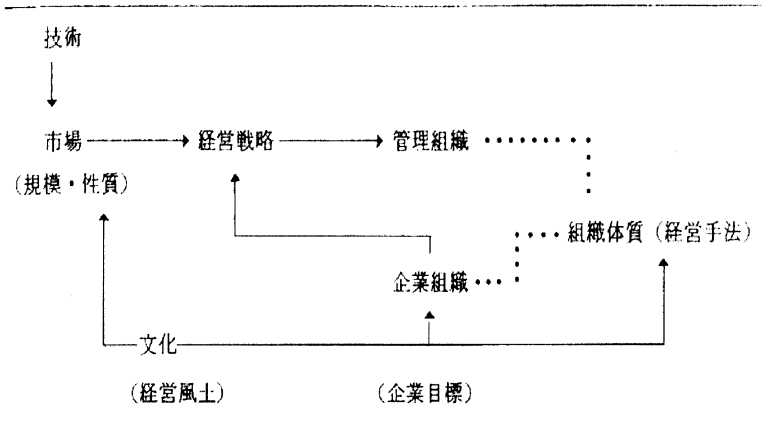 技術
市場 経営戦略 管理組織
(規模・性質)
組織体質(経営手法)
企業組織
文化
(経営風土) (企業目標)